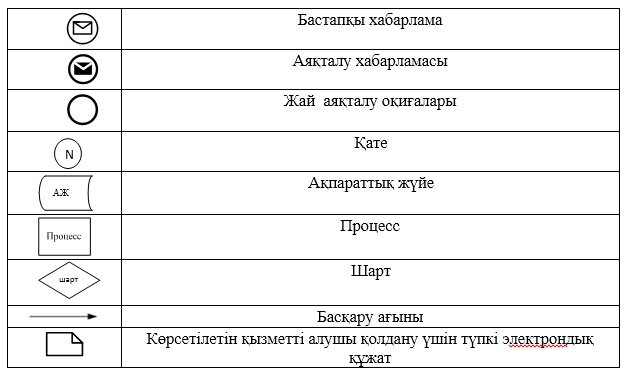 Бастапқы хабарлама
Аяқталу хабарламасы
Жай аяқталу оқиғалары
N
Қате
АЖ
Ақпараттық жүйе
Процесс
Процесс
шарт
Шарт
Басқару ағыны
Көрсетілетін қызметті алушы қолдану үшін түпкі электрондық
құжат